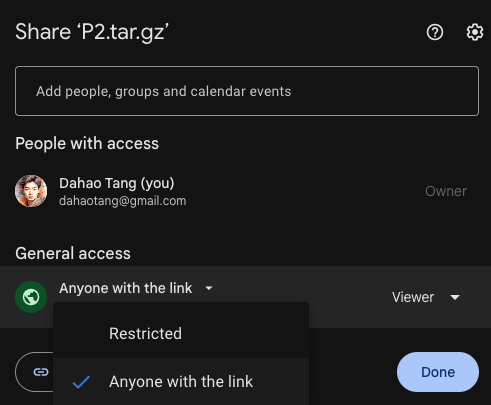 Share ‘P2.tar.gz’
Add people, groups and calendar events
People with access
Dahao Tang (you)
dahaotang@gmail.com
Owner
General access
Anyone with the link
Viewer
Restricted
Anyone with the link
Done